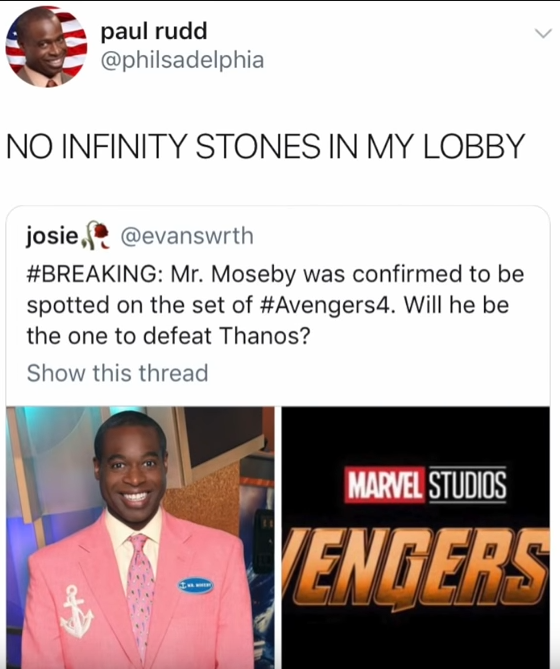 paul rudd
@philsadelphia
NO INFINITY STONES IN MY LOBBY
josie. @evanswrth
#BREAKING: Mr. Moseby was confirmed to be
spotted on the set of #Avengers4. Will he be
the one to defeat Thanos?
Show this thread
MR. MOSEBY
MARVEL STUDIOS
VENGERS